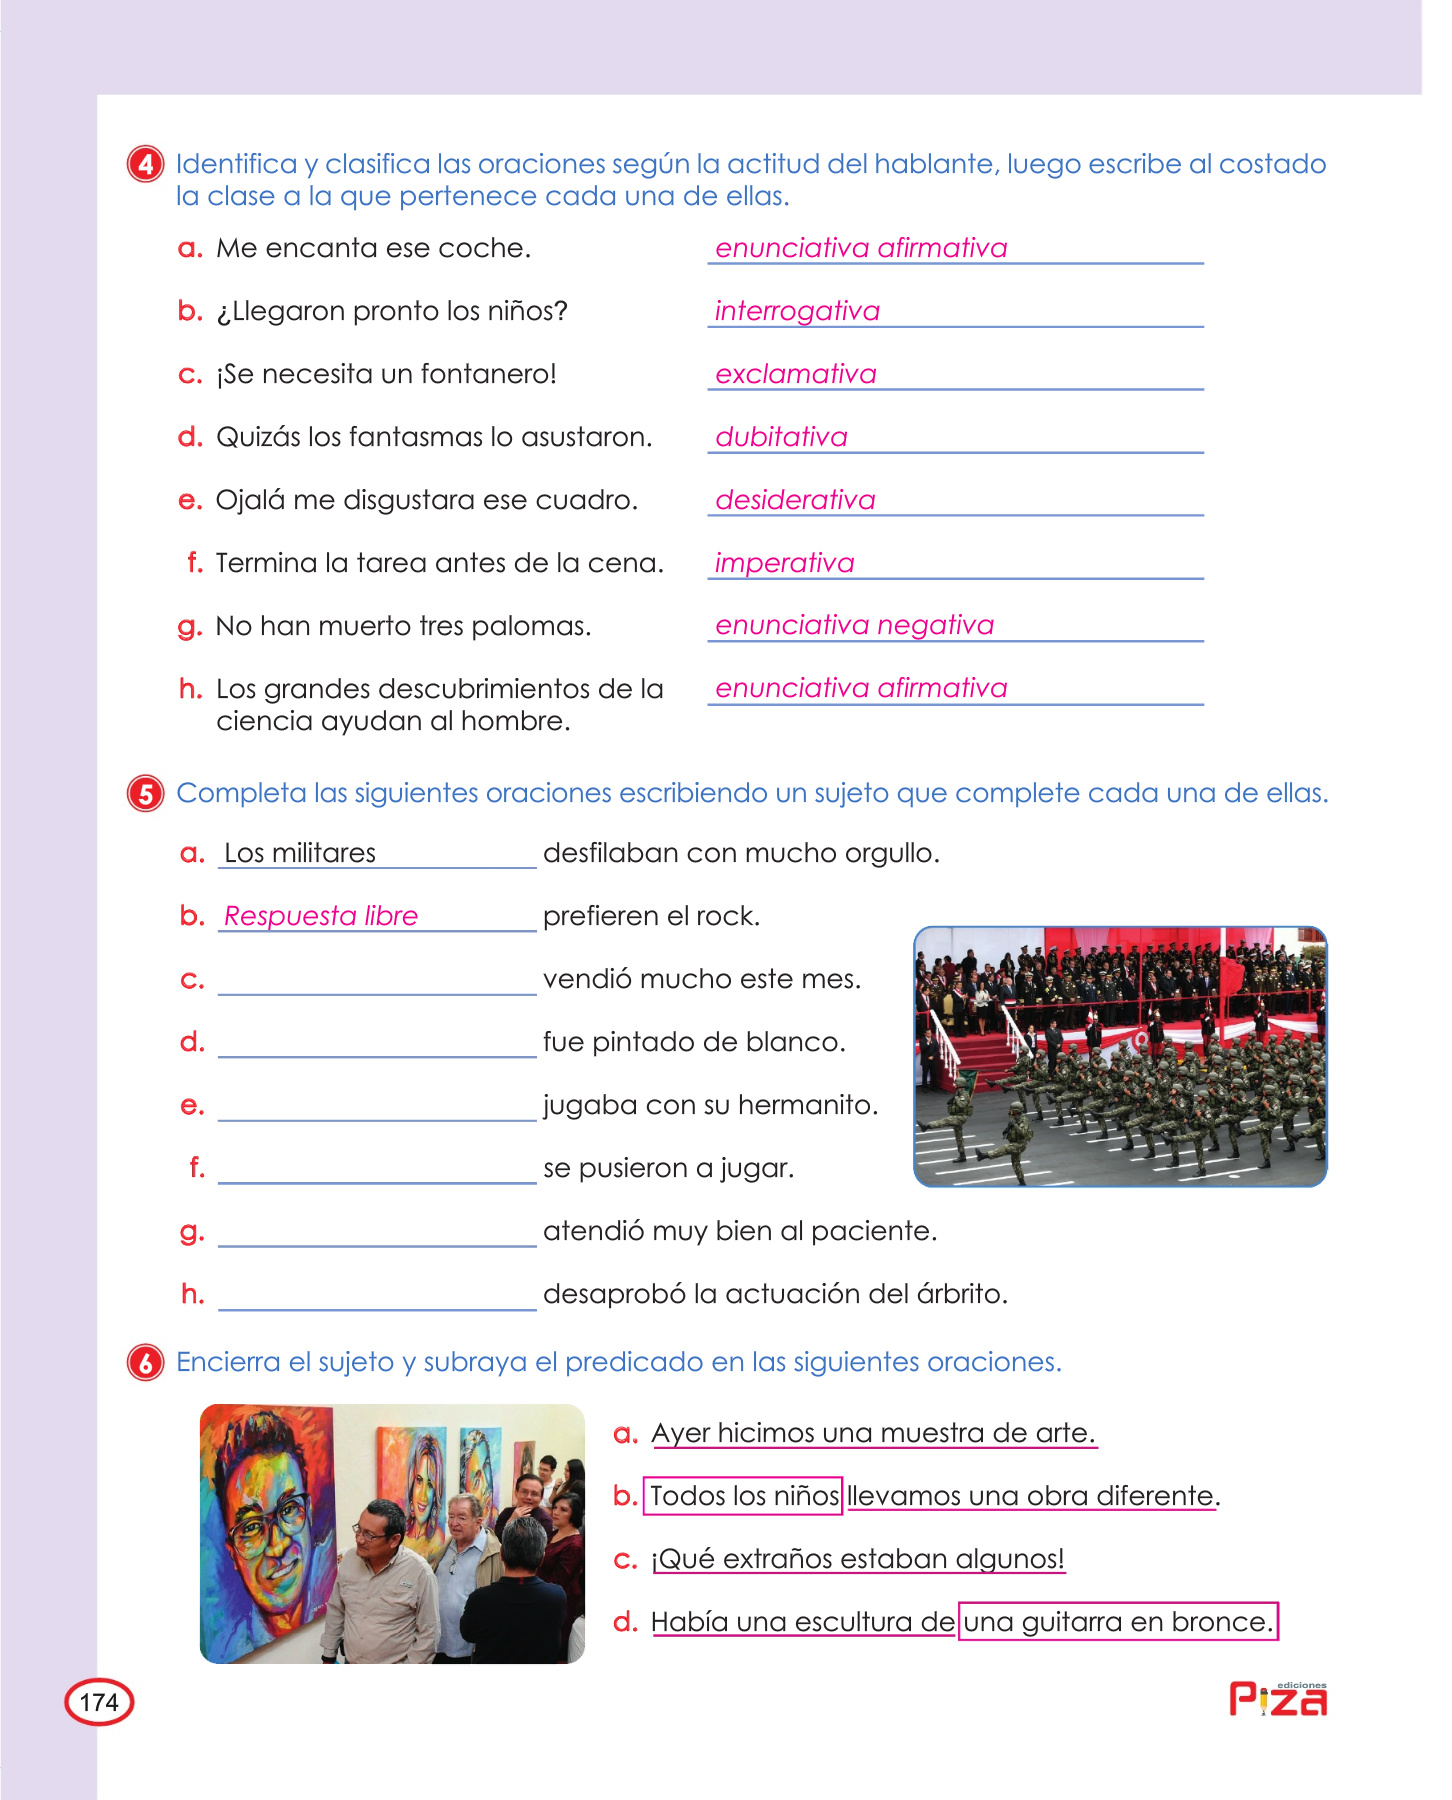 4 Identifica y clasifica las oraciones según la actitud del hablante, luego escribe al costado
la clase a la que pertenece cada una de ellas.
a. Me encanta ese coche. enunciativa afirmativa
b. ¿Llegaron pronto los niños? interrogativa
c. ¡Se necesita un fontanero! exclamativa
d. Quizás los fantasmas lo asustaron. dubitativa
e. Ojalá me disgustara ese cuadro. desiderativa
f. Termina la tarea antes de la cena. imperativa
g. No han muerto tres palomas. enunciativa negativa
h. Los grandes descubrimientos de la enunciativa afirmativa
ciencia ayudan al hombre.
5 Completa las siguientes oraciones escribiendo un sujeto que complete cada una de ellas.
a. Los militares desfilaban con mucho orgullo.
b. Respuesta libre prefieren el rock.
c. vendió mucho este mes.
d. fue pintado de blanco.
e. jugaba con su hermanito.
f. se pusieron a jugar.
g. atendió muy bien al paciente.
h. desaprobó la actuación del árbrito.
6 Encierra el sujeto y subraya el predicado en las siguientes oraciones.
a. Ayer hicimos una muestra de arte.
b. Todos los niños llevamos una obra diferente.
c. ¡Qué extraños estaban algunos!
d. Había una escultura de una guitarra en bronce.
174
ediciones
Piza